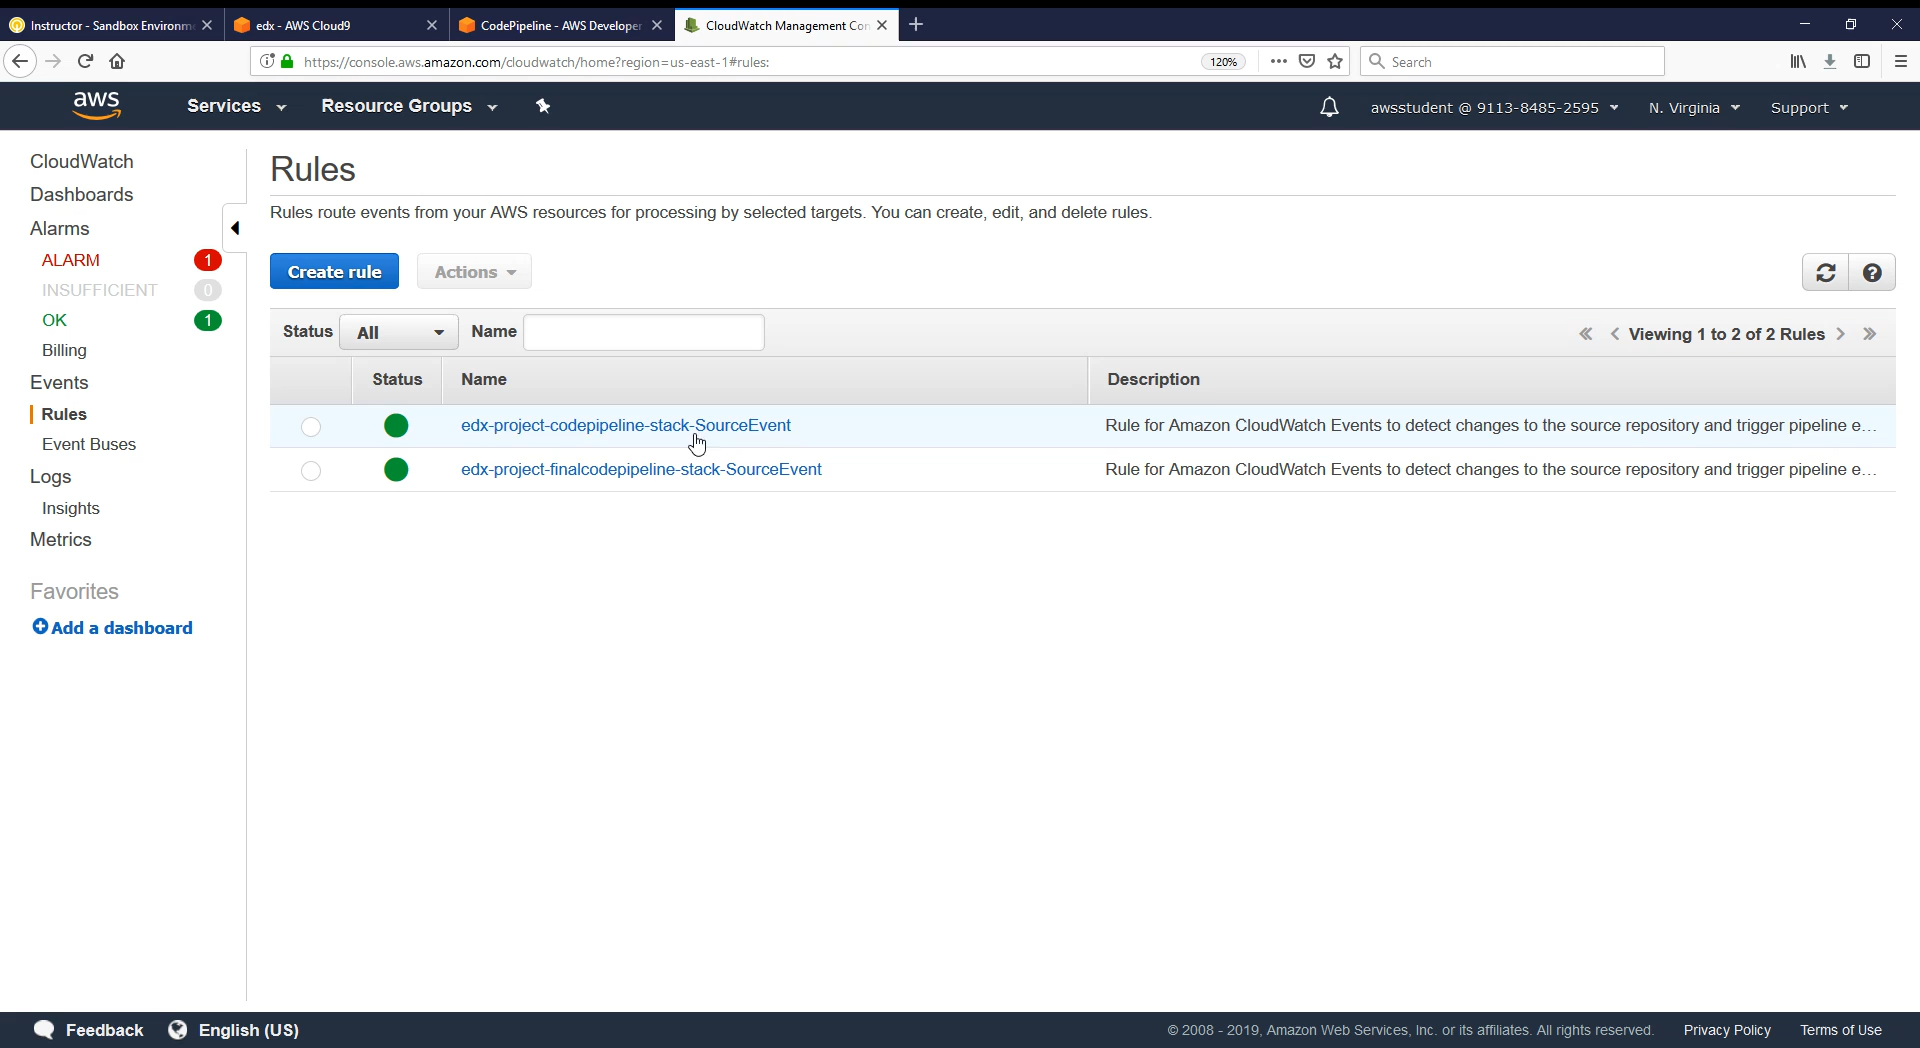 Instructor - Sandbox Environm
edx - AWS Cloud9
CodePipeline - AWS Developer
CloudWatch Management Con
https://console.aws.amazon.com/cloudwatch/home?region=us-east-1#rules:
120%
Search
aws
Services
Resource Groups
awsstudent @ 9113-8485-2595
N. Virginia
Support
CloudWatch
Dashboards
Alarms
ALARM 1
INSUFFICIENT 0
OK 1
Billing
Events
Rules
Event Buses
Logs
Insights
Metrics
Favorites
Add a dashboard
Rules
Rules route events from your AWS resources for processing by selected targets. You can create, edit, and delete rules.
Create rule
Actions
Status All Name
« < Viewing 1 to 2 of 2 Rules > »
Status Name Description
edx-project-codepipeline-stack-SourceEvent Rule for Amazon CloudWatch Events to detect changes to the source repository and trigger pipeline e...
edx-project-finalcodepipeline-stack-SourceEvent Rule for Amazon CloudWatch Events to detect changes to the source repository and trigger pipeline e...
Feedback
English (US)
© 2008 - 2019, Amazon Web Services, Inc. or its affiliates. All rights reserved.
Privacy Policy
Terms of Use